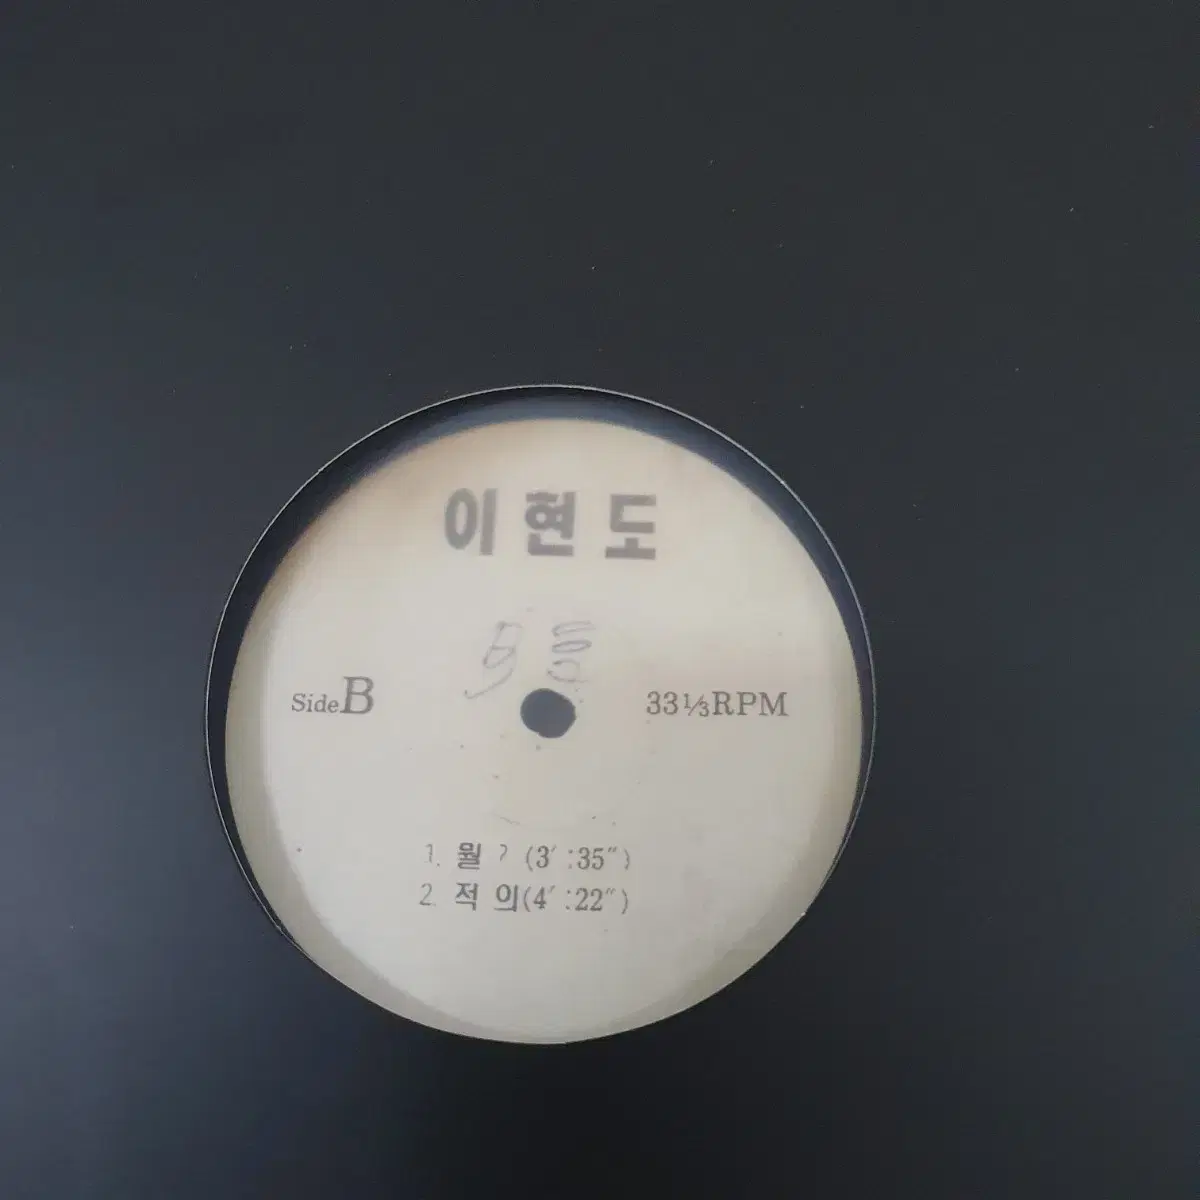 이현도
Side B
33⅓RPM
1. 뭘 ? (3′ :35″)
2. 적 의(4′ :22″)